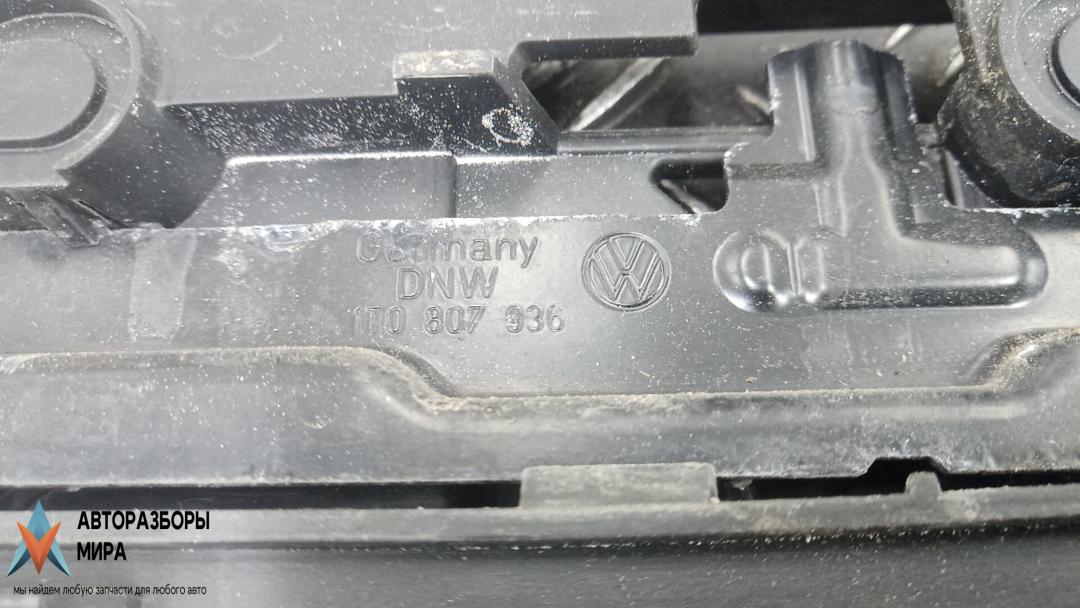 Germany
DNW
1T0 807 936
АВТОРАЗБОРЫ
МИРА
мы найдем любую запчасти для любого авто